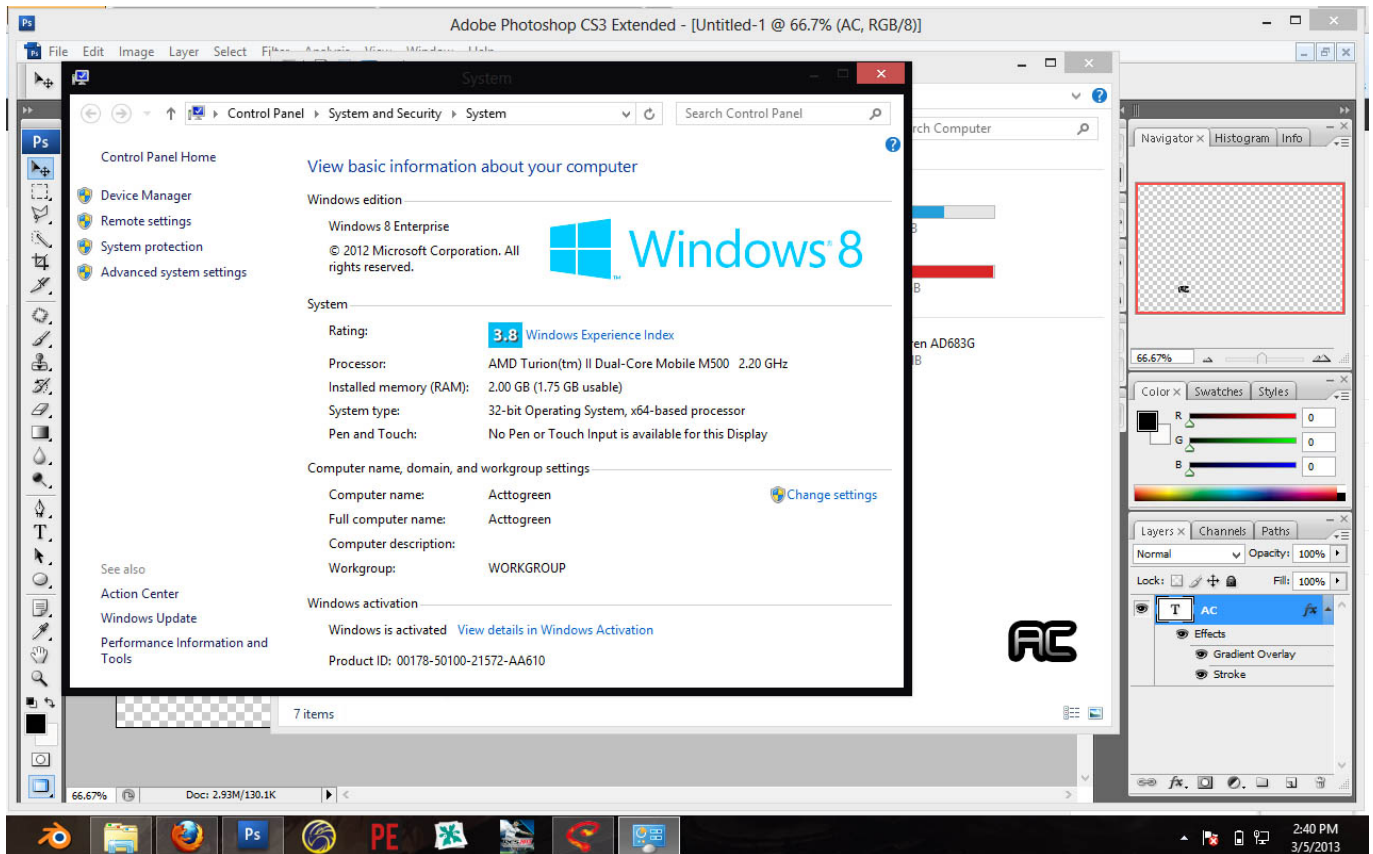 Ps
Adobe Photoshop CS3 Extended - [Untitled-1 @ 66.7% (AC, RGB/8)]
File Edit Image Layer Select
System
Control Panel System and Security System
Search Control Panel
rch Computer
Control Panel Home
Device Manager
Remote settings
System protection
Advanced system settings
View basic information about your computer
Windows edition
Windows 8 Enterprise
© 2012 Microsoft Corporation. All
rights reserved.
Windows 8
System
Rating:
3.8 Windows Experience Index
Processor:
AMD Turion(tm) II Dual-Core Mobile M500 2.20 GHz
Installed memory (RAM):
2.00 GB (1.75 GB usable)
System type:
32-bit Operating System, x64-based processor
Pen and Touch:
No Pen or Touch Input is available for this Display
Computer name, domain, and workgroup settings
Computer name:
Acttogreen
Change settings
Full computer name:
Acttogreen
Computer description:
Workgroup:
WORKGROUP
Windows activation
Windows is activated View details in Windows Activation
Product ID: 00178-50100-21572-AA610
See also
Action Center
Windows Update
Performance Information and
Tools
en AD683G
AC
7 items
Ps
T
66.67%
Doc: 2.93M/130.1K
Navigator Histogram Info
AC
66.67%
Color Swatches Styles
R 0
G 0
B 0
Layers Channels Paths
Normal Opacity: 100%
Lock: Fill: 100%
T AC fx
Effects
Gradient Overlay
Stroke
fx
Ps
PE
2:40 PM
3/5/2013